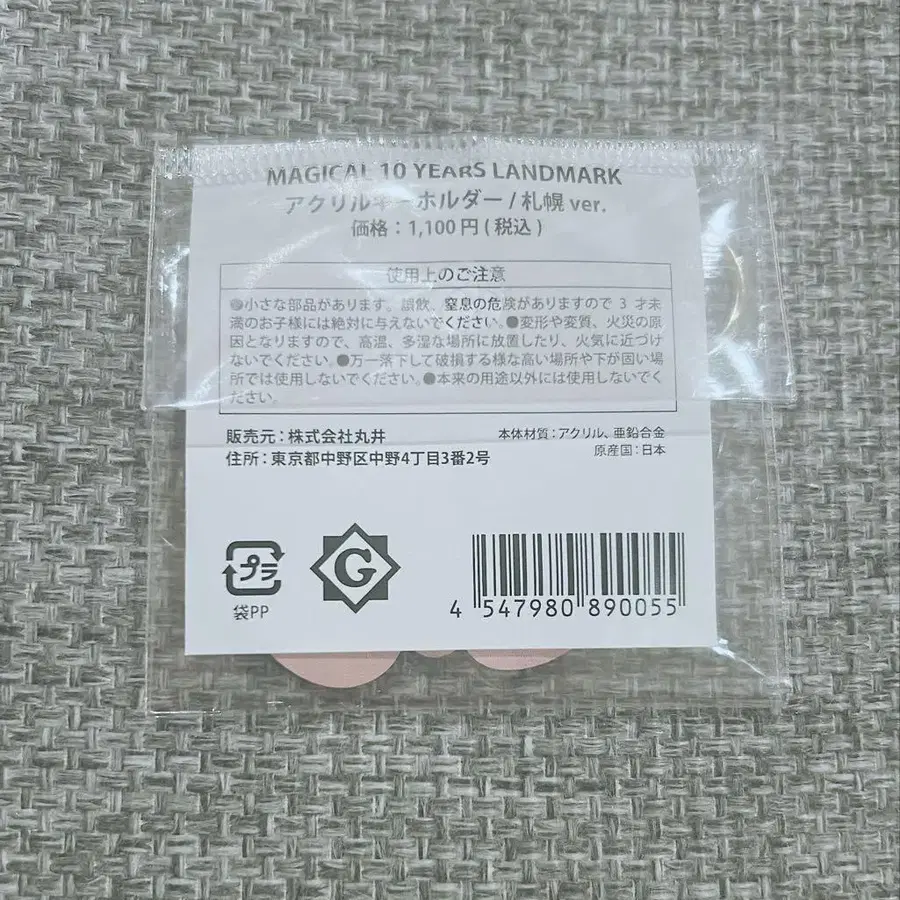 MAGICAL 10 YEARS LANDMARK
アクリルキーホルダー / 札幌 ver.
価格：1,100円 ( 税込 )
使用上のご注意
●小さな部品があります。誤飲、窒息の危険がありますので 3 才未
満のお子様には絶対に与えないでください。●変形や変質、火災の原
因となりますので、高温、多湿な場所に放置したり、火気に近づけ
ないでください。●万一落下して破損する様な高い場所や下が固い場
所では使用しないでください。●本来の用途以外には使用しないでく
ださい。
販売元：株式会社丸井
住所：東京都中野区中野4丁目3番2号
本体材質：アクリル、亜鉛合金
原産国：日本
プラ
袋PP
G
4 547980 890055